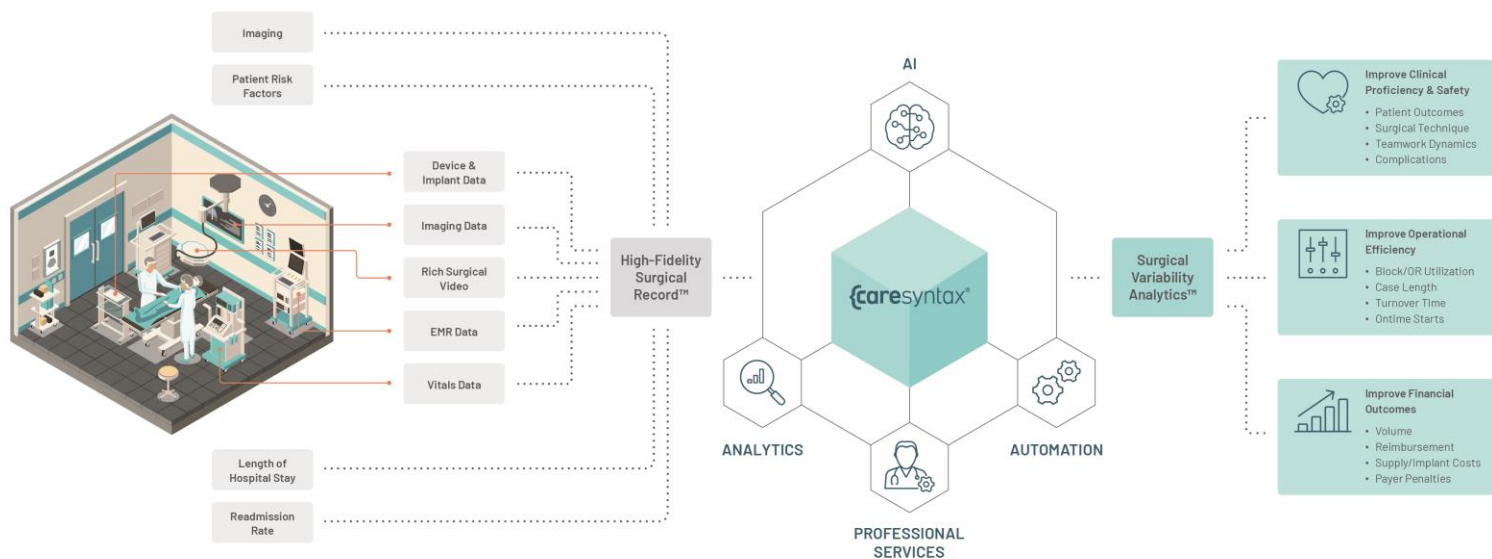 Imaging
Patient Risk
Factors
Device &
Implant Data
Imaging Data
Rich Surgical
Video
EMR Data
Vitals Data
Length of
Hospital Stay
Readmission
Rate
High-Fidelity
Surgical
Record™
AI
{caresyntax®
ANALYTICS
AUTOMATION
PROFESSIONAL
SERVICES
Surgical
Variability
Analytics™
Improve Clinical
Proficiency & Safety
• Patient Outcomes
• Surgical Technique
• Teamwork Dynamics
• Complications
Improve Operational
Efficiency
• Block/OR Utilization
• Case Length
• Turnover Time
• Ontime Starts
Improve Financial
Outcomes
• Volume
• Reimbursement
• Supply/Implant Costs
• Payer Penalties